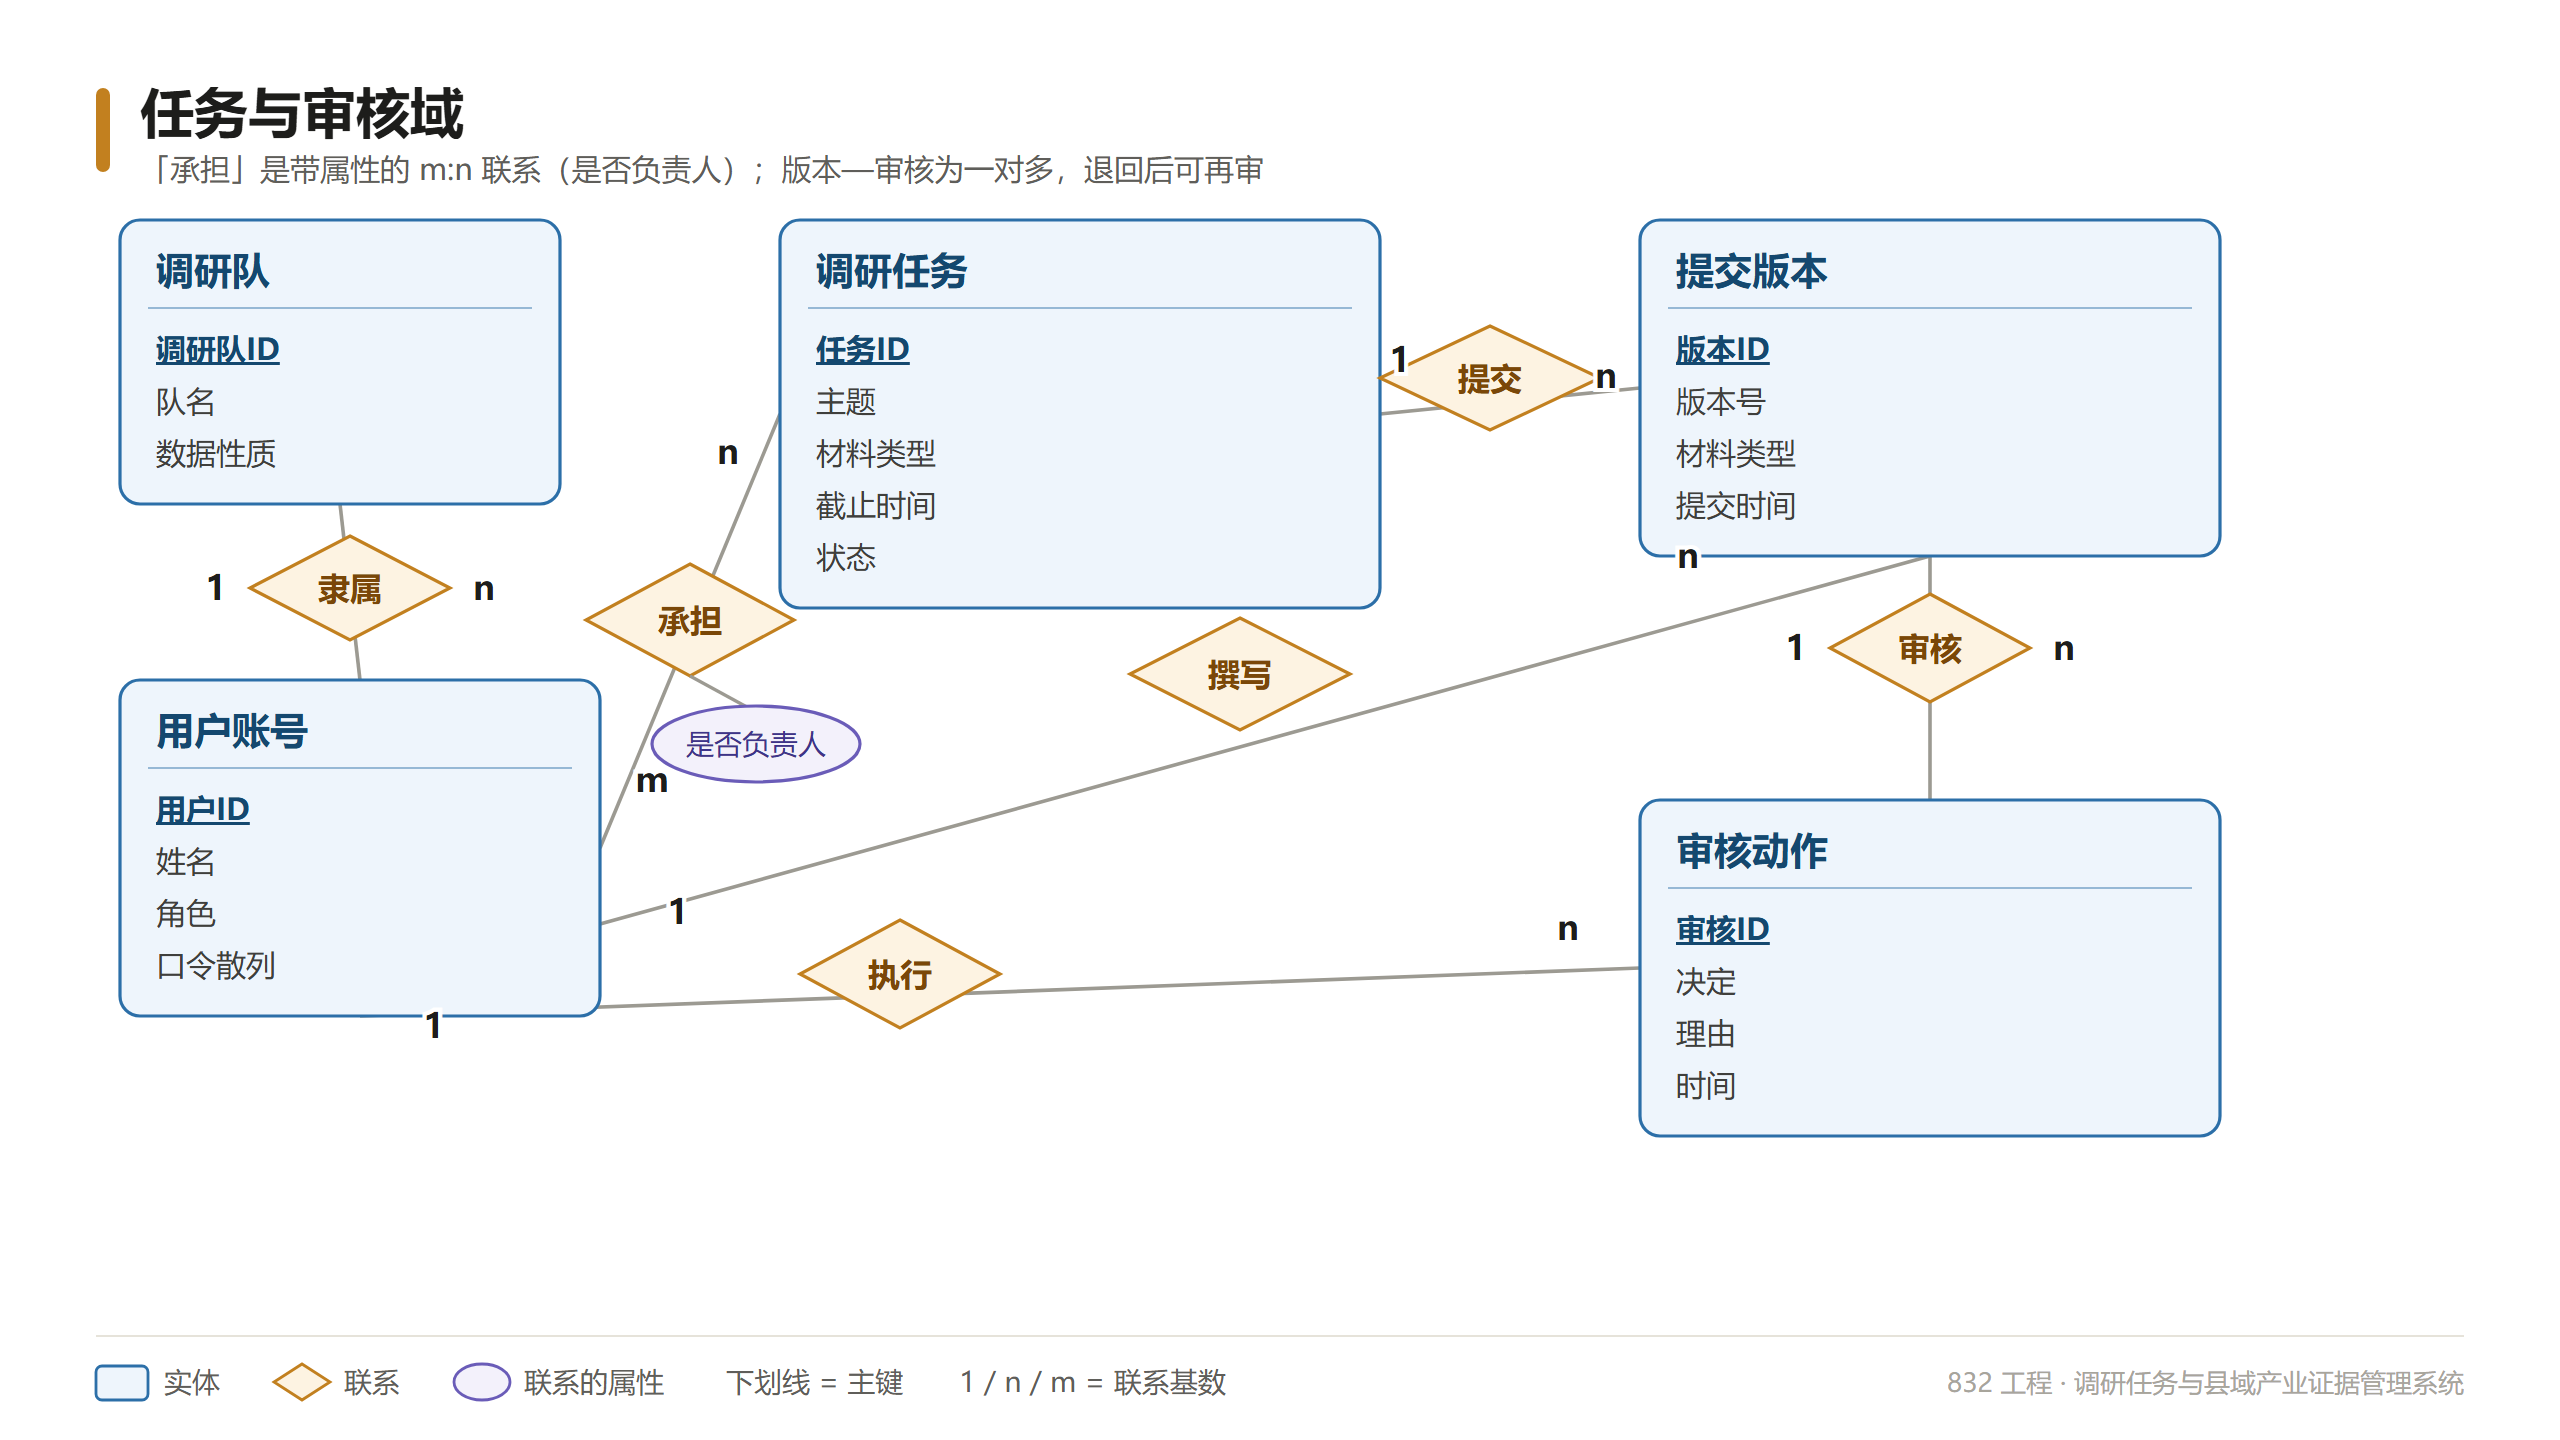 任务与审核域
「承担」是带属性的 m:n 联系（是否负责人）；版本—审核为一对多，退回后可再审
调研队
调研队ID
队名
数据性质
调研任务
任务ID
主题
材料类型
截止时间
状态
提交版本
版本ID
版本号
材料类型
提交时间
1
提交
n
n
1
隶属
n
承担
撰写
n
1
审核
n
是否负责人
m
用户账号
用户ID
姓名
角色
口令散列
1
执行
n
1
审核动作
审核ID
决定
理由
时间
实体
联系
联系的属性
下划线 = 主键
1 / n / m = 联系基数
832 工程 · 调研任务与县域产业证据管理系统